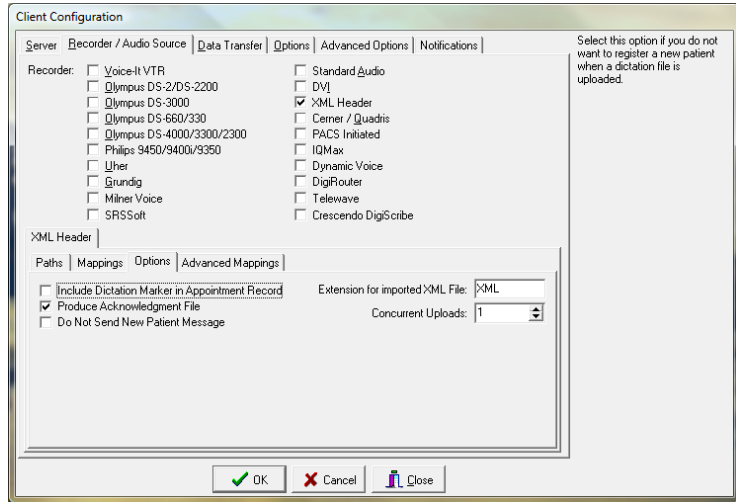 Client Configuration
Server Recorder / Audio Source Data Transfer Options Advanced Options Notifications
Select this option if you do not
want to register a new patient
when a dictation file is
uploaded.
Recorder:
Voice-It VTR
Olympus DS-2/DS-2200
Olympus DS-3000
Olympus DS-660/330
Olympus DS-4000/3300/2300
Philips 9450/9400i/9350
Uher
Grundig
Milner Voice
SRSSoft
Standard Audio
DVI
XML Header
Cerner / Quadris
PACS Initiated
IQMax
Dynamic Voice
DigiRouter
Telewave
Crescendo DigiScribe
XML Header
Paths Mappings Options Advanced Mappings
Include Dictation Marker in Appointment Record
Produce Acknowledgment File
Do Not Send New Patient Message
Extension for imported XML File: XML
Concurrent Uploads: 1
OK Cancel Close